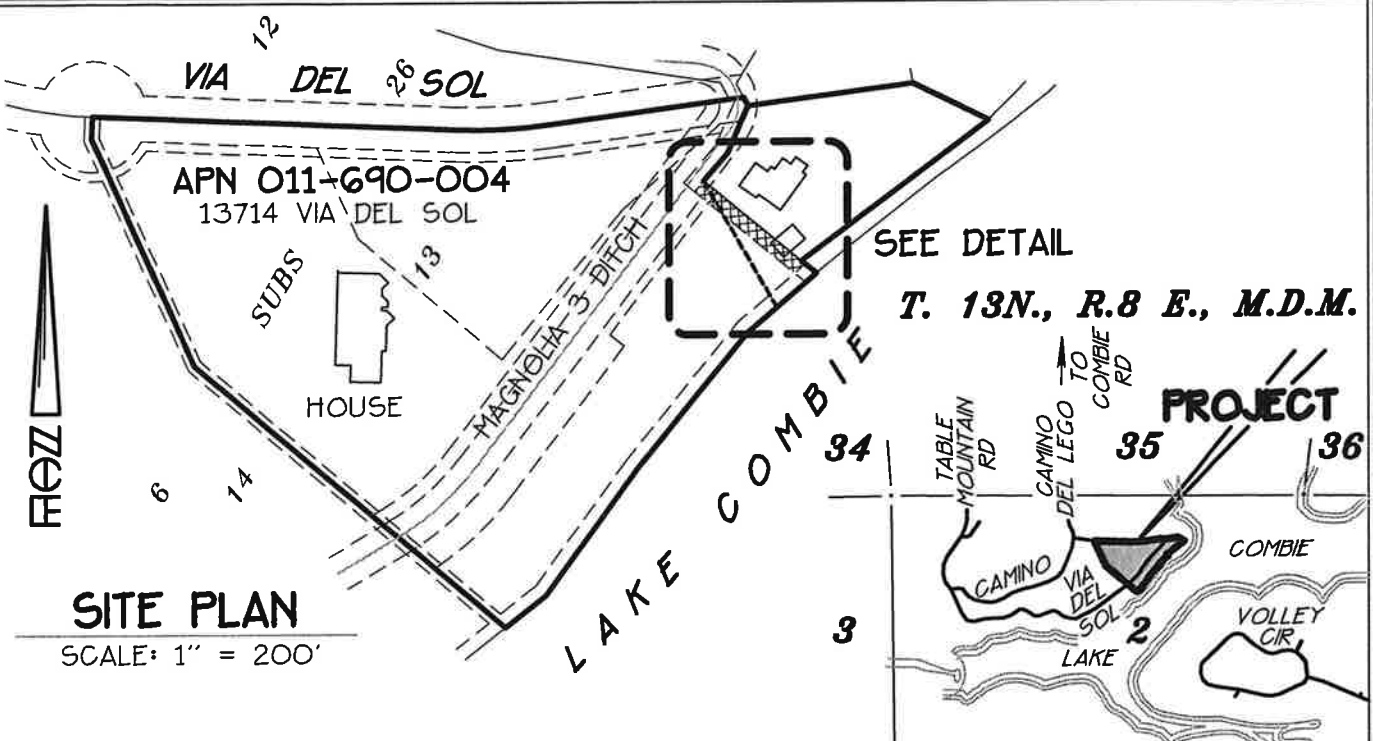 12
VIA DEL SOL
26
APN 011-690-004
13714 VIA DEL SOL
SUBS
13
MAGNOLIA 3 DITCH
HOUSE
6
14
SEE DETAIL
LAKE COMBIE
SITE PLAN
SCALE: 1" = 200'
T. 13N., R.8 E., M.D.M.
TABLE
MOUNTAIN
RD
CAMINO
DEL LEGO
TO
COMBIE
RD
PROJECT
34
35
36
CAMINO
VIA
DEL
SOL
COMBIE
3
2
LAKE
VOLLEY
CIR